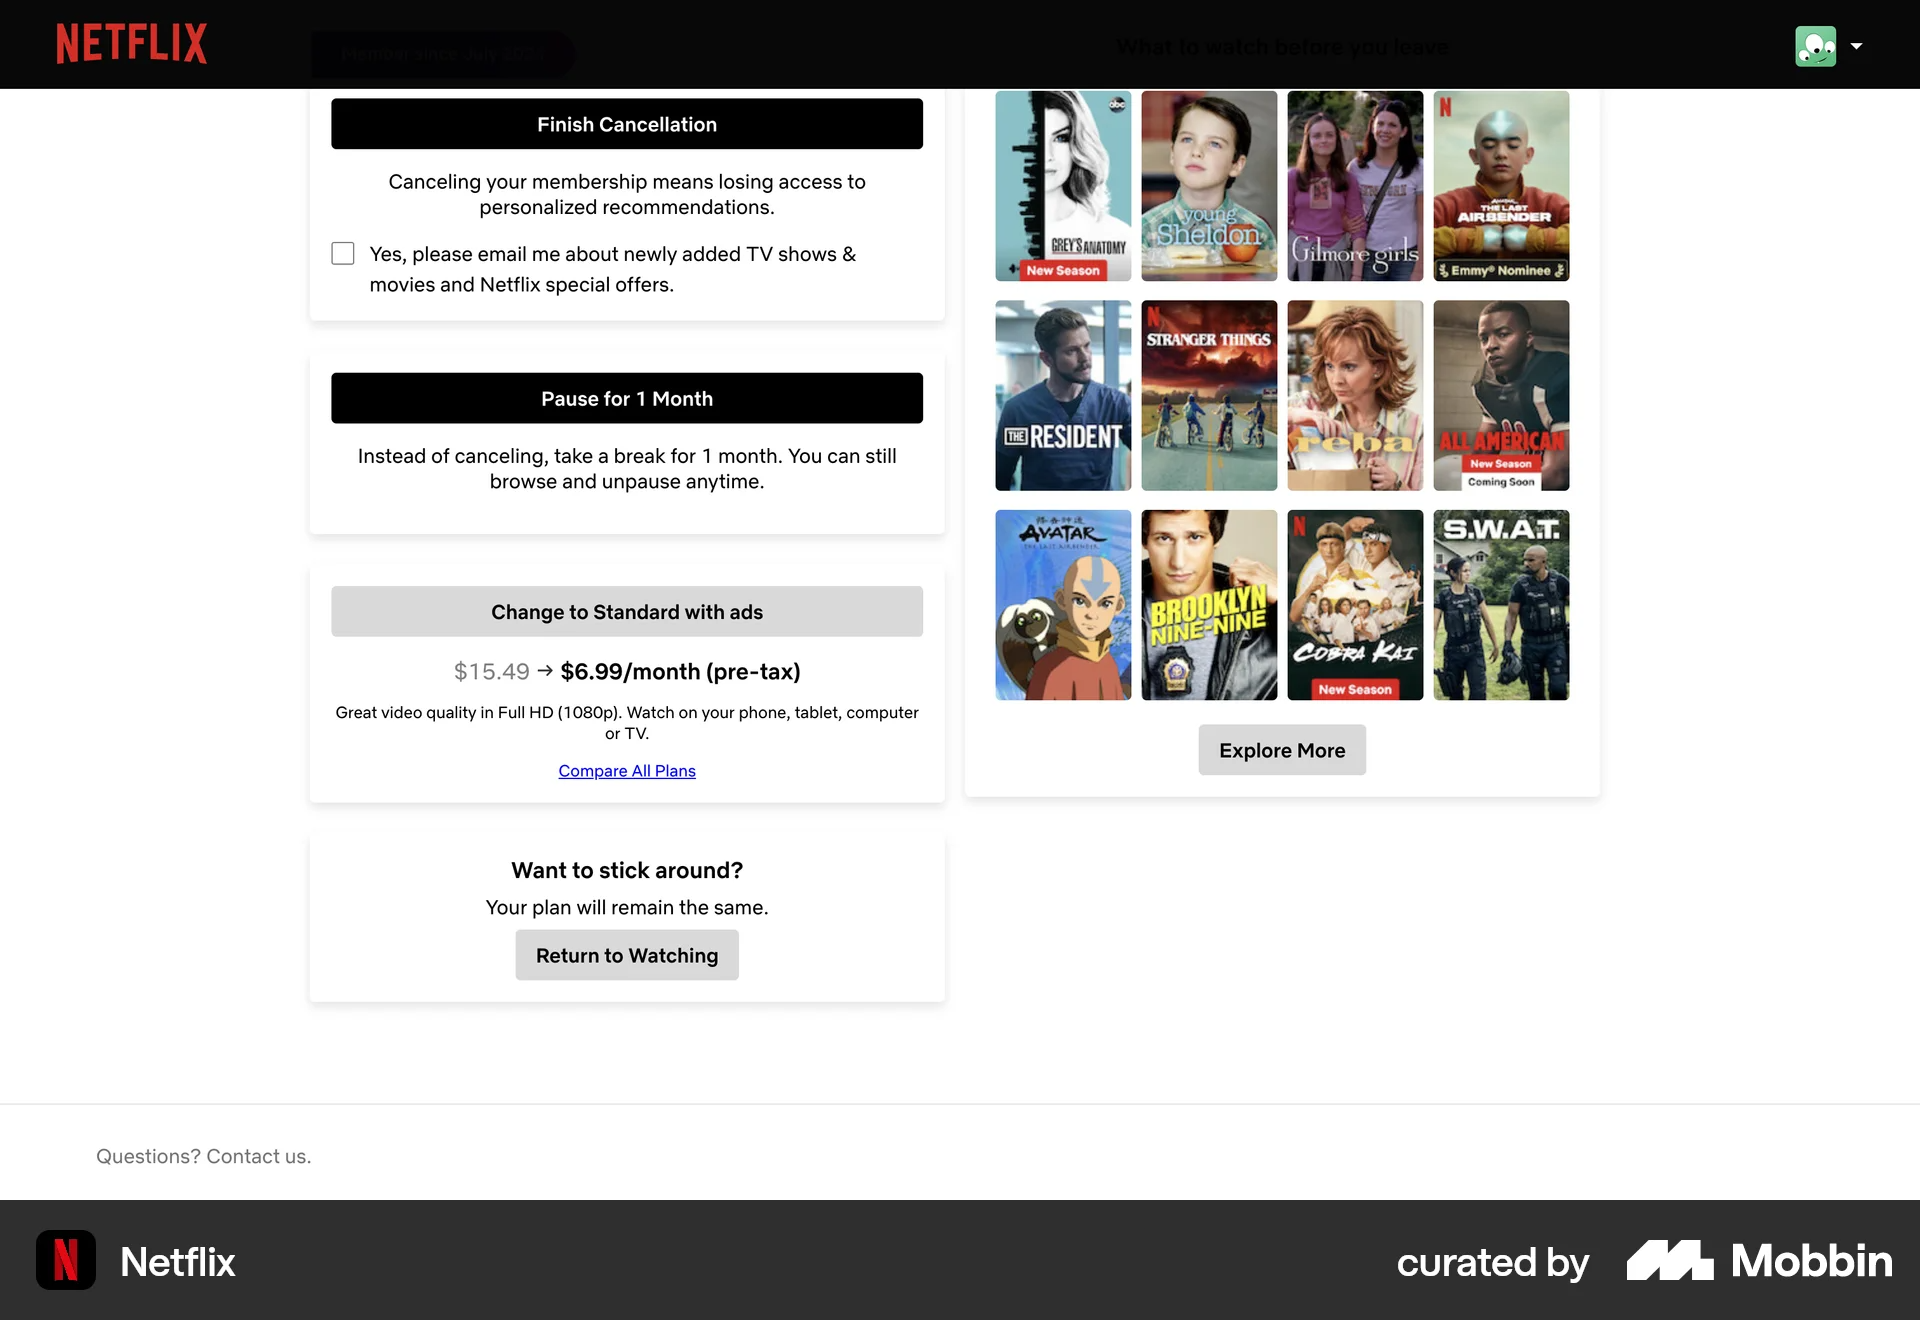 NETFLIX
Member since July 20
What to watch before you leave
Finish Cancellation
Canceling your membership means losing access to
personalized recommendations.
Yes, please email me about newly added TV shows &
movies and Netflix special offers.
Pause for 1 Month
Instead of canceling, take a break for 1 month. You can still
browse and unpause anytime.
Change to Standard with ads
$15.49 → $6.99/month (pre-tax)
Great video quality in Full HD (1080p). Watch on your phone, tablet, computer
or TV.
Compare All Plans
Want to stick around?
Your plan will remain the same.
Return to Watching
abc
GREY'S ANATOMY
New Season
young
Sheldon
Gilmore girls
N
AVATAR
THE LAST
AIRBENDER
Emmy® Nominee
THE RESIDENT
N
STRANGER THINGS
reba
ALL AMERICAN
New Season
Coming Soon
AVATAR
THE LAST AIRBENDER
BROOKLYN
NINE-NINE
N
COBRA KAI
New Season
S.W.A.T.
Explore More
Questions? Contact us.
N
Netflix
curated by
Mobbin